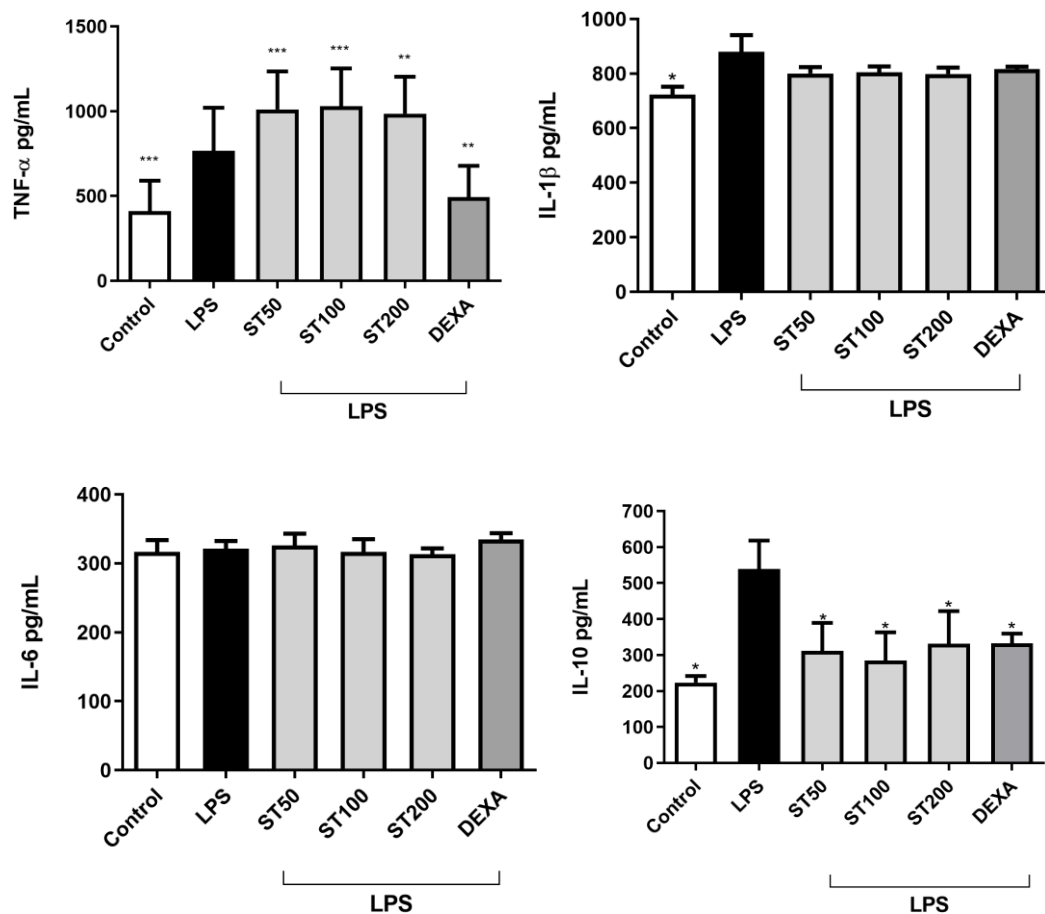 TNF-α pg/mL
1500
1000
500
0
***
***
***
**
**
Control
LPS
ST50
ST100
ST200
DEXA
LPS
IL-1β pg/mL
1000
800
600
400
200
0
*
Control
LPS
ST50
ST100
ST200
DEXA
LPS
IL-6 pg/mL
400
300
200
100
0
Control
LPS
ST50
ST100
ST200
DEXA
LPS
IL-10 pg/mL
700
600
500
400
300
200
100
0
*
*
*
*
*
Control
LPS
ST50
ST100
ST200
DEXA
LPS